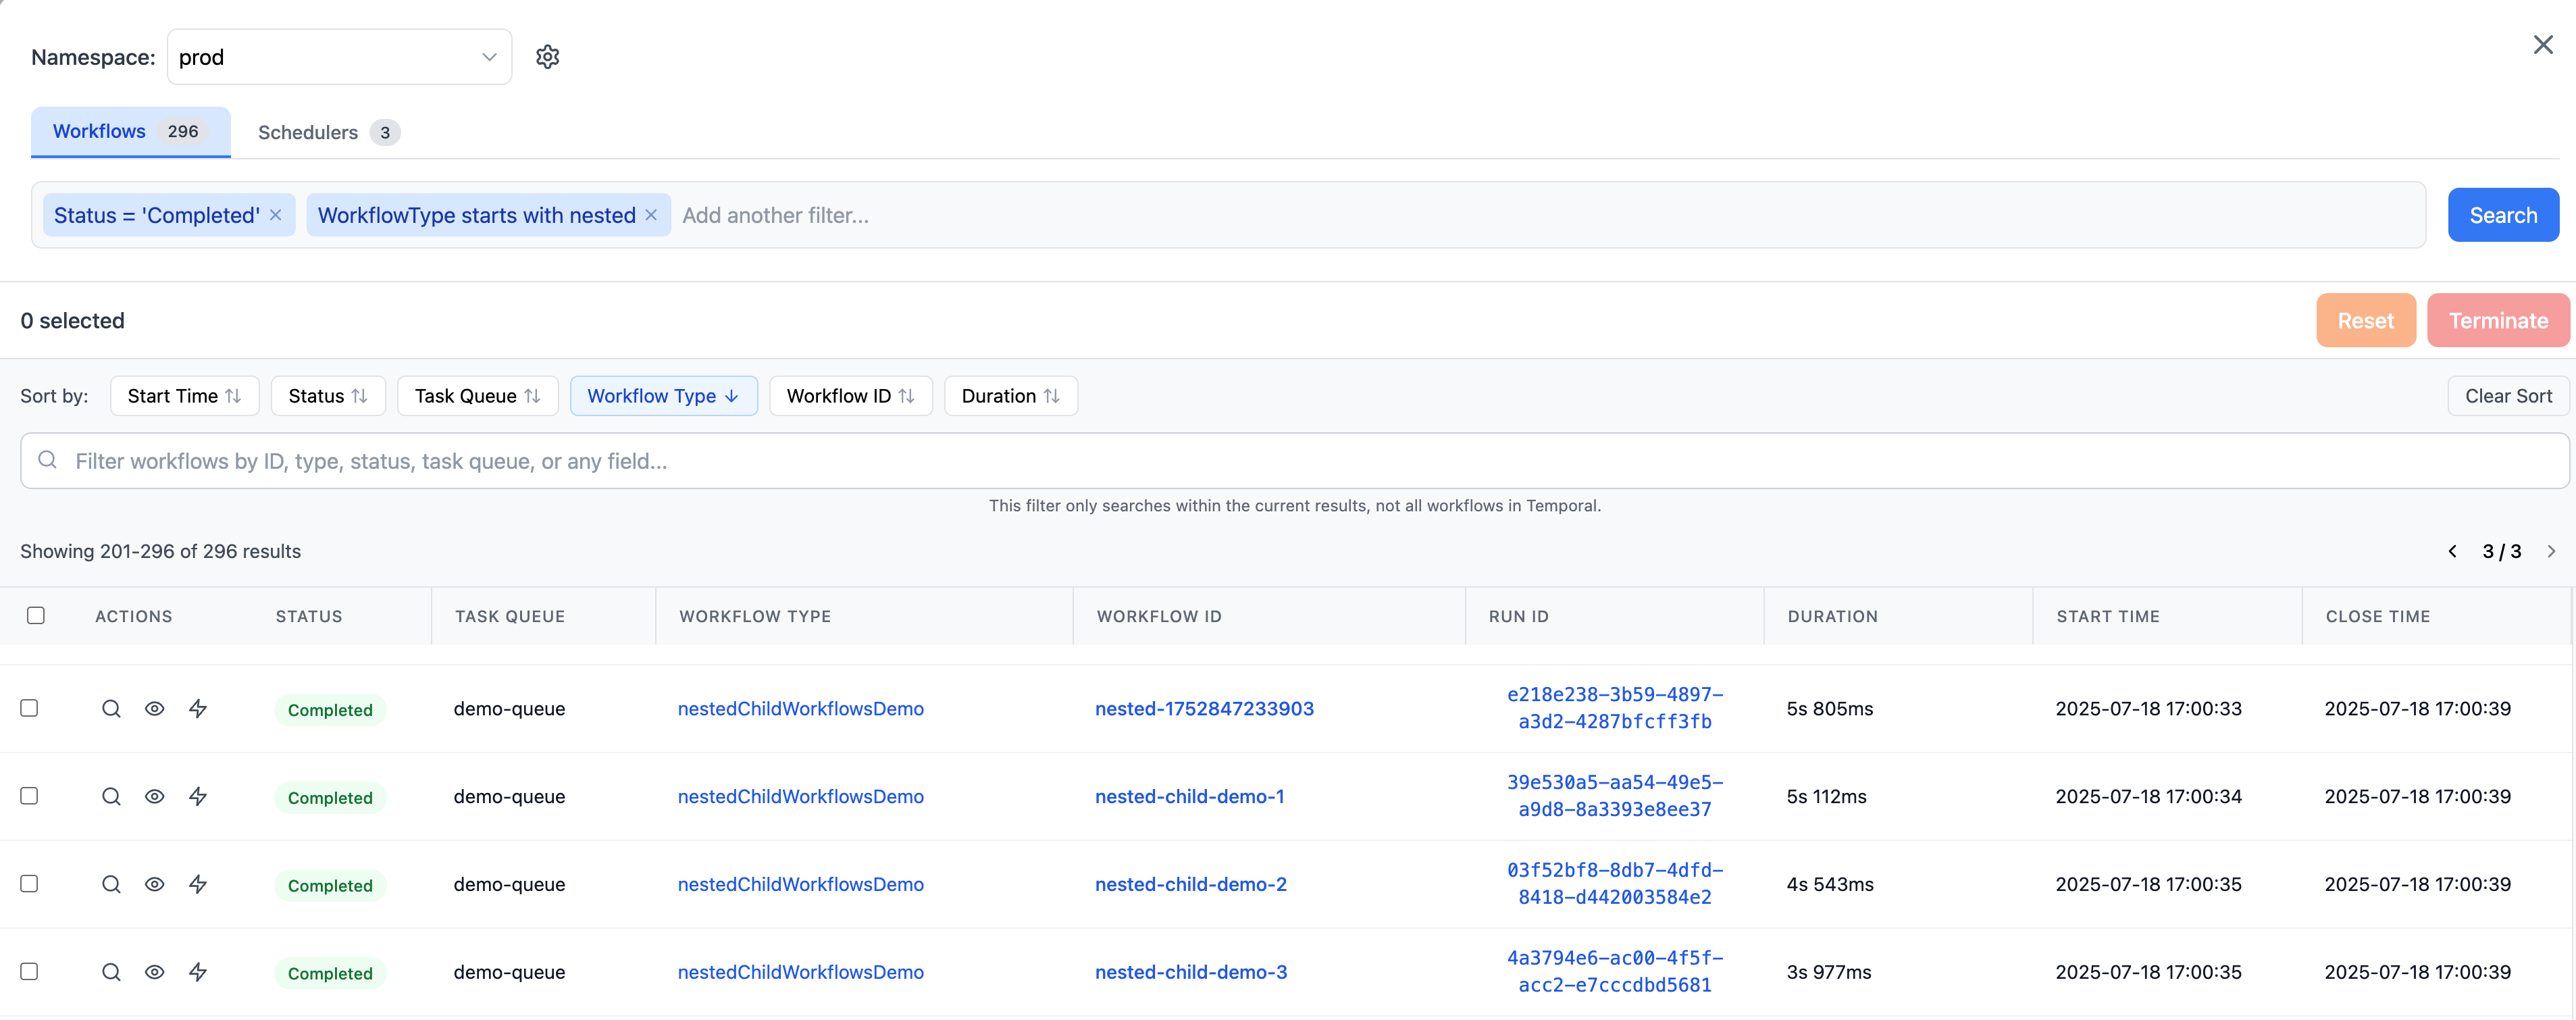 Namespace: prod
Workflows 296 Schedulers 3
Status = 'Completed' × WorkflowType starts with nested × Add another filter... Search
0 selected Reset Terminate
Sort by: Start Time ↑↓ Status ↑↓ Task Queue ↑↓ Workflow Type ↓ Workflow ID ↑↓ Duration ↑↓ Clear Sort
Filter workflows by ID, type, status, task queue, or any field...
This filter only searches within the current results, not all workflows in Temporal.
Showing 201-296 of 296 results 3 / 3
ACTIONS STATUS TASK QUEUE WORKFLOW TYPE WORKFLOW ID RUN ID DURATION START TIME CLOSE TIME
Completed demo-queue nestedChildWorkflowsDemo nested-1752847233903 e218e238-3b59-4897- 5s 805ms 2025-07-18 17:00:33 2025-07-18 17:00:39
a3d2-4287bfcff3fb
Completed demo-queue nestedChildWorkflowsDemo nested-child-demo-1 39e530a5-aa54-49e5- 5s 112ms 2025-07-18 17:00:34 2025-07-18 17:00:39
a9d8-8a3393e8ee37
Completed demo-queue nestedChildWorkflowsDemo nested-child-demo-2 03f52bf8-8db7-4dfd- 4s 543ms 2025-07-18 17:00:35 2025-07-18 17:00:39
8418-d442003584e2
Completed demo-queue nestedChildWorkflowsDemo nested-child-demo-3 4a3794e6-ac00-4f5f- 3s 977ms 2025-07-18 17:00:35 2025-07-18 17:00:39
acc2-e7cccdbd5681